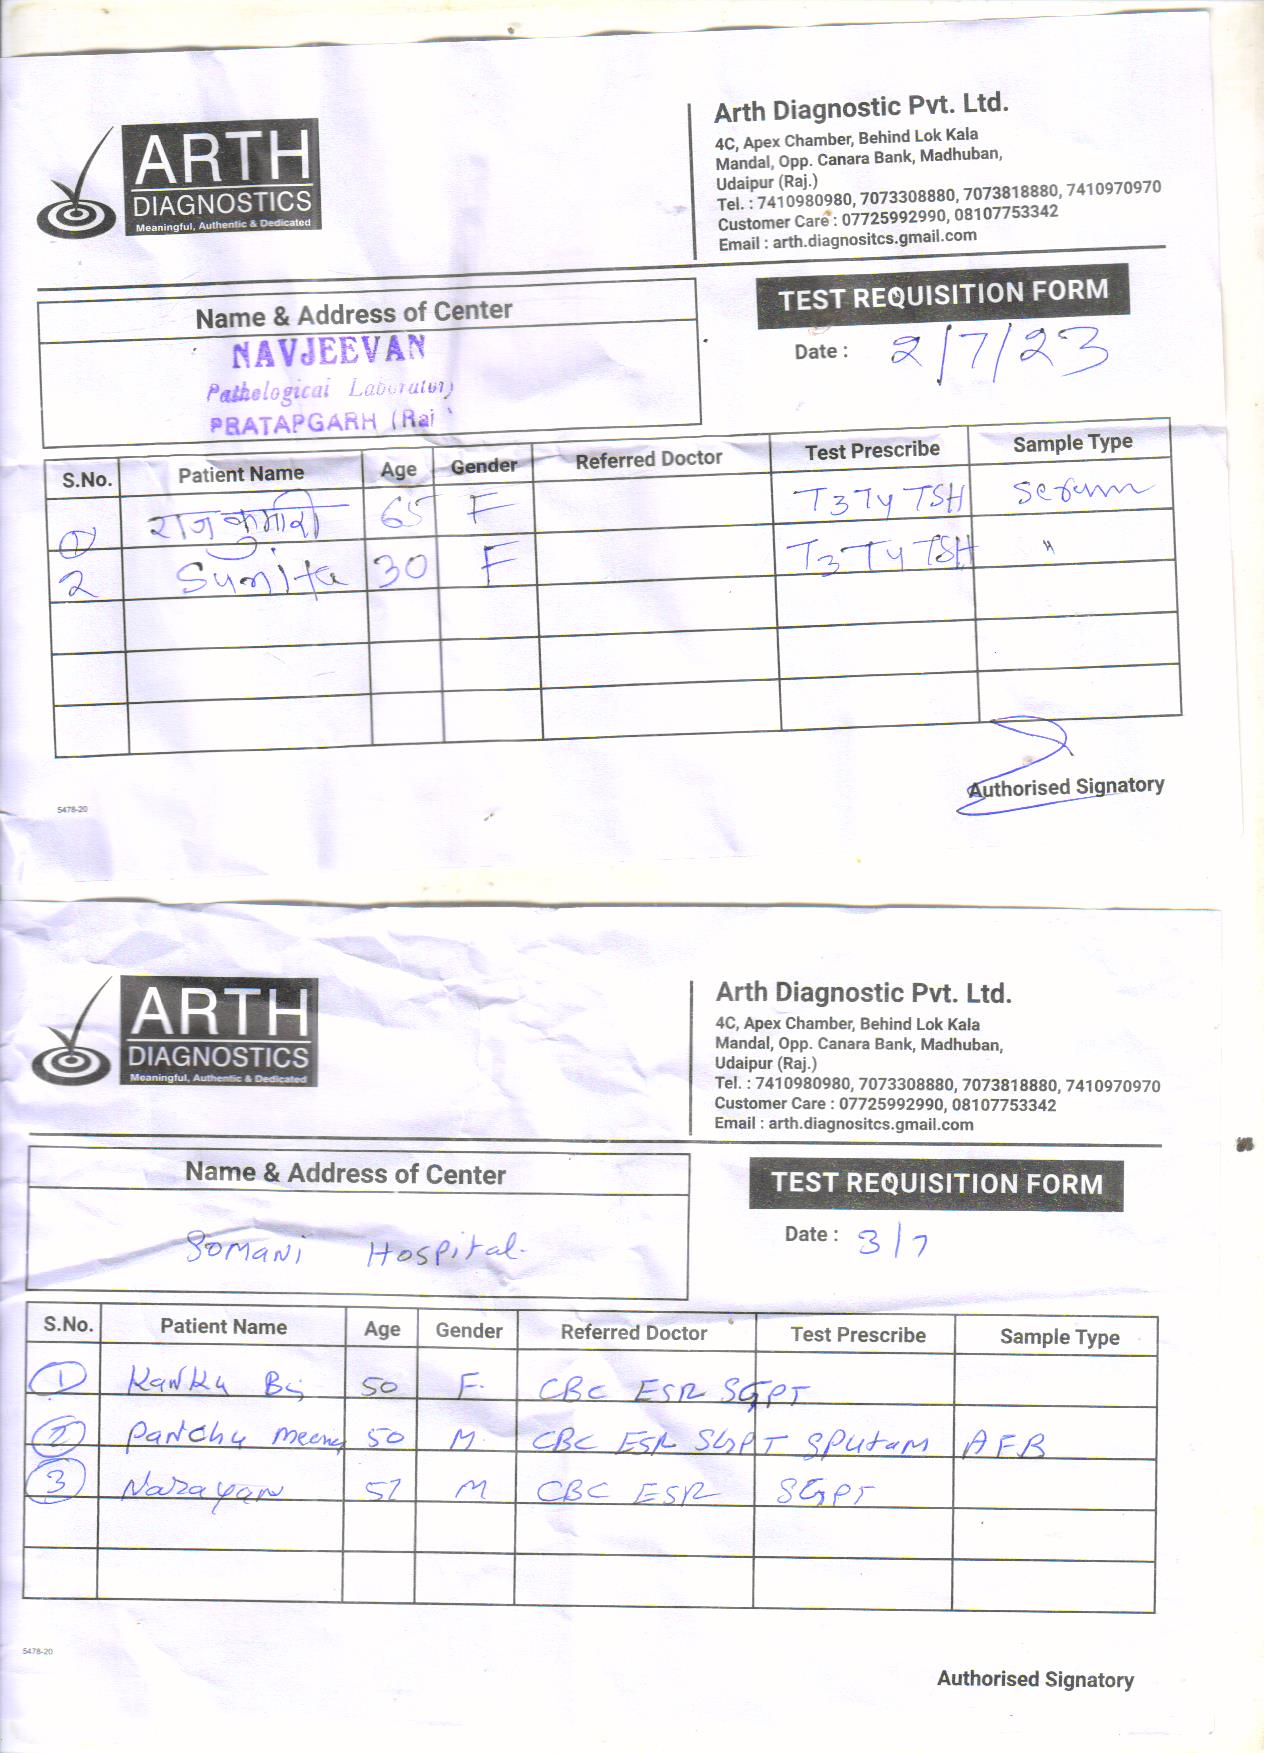 ARTH
DIAGNOSTICS
Meaningful, Authentic & Dedicated
Arth Diagnostic Pvt. Ltd.
4C, Apex Chamber, Behind Lok Kala
Mandal, Opp. Canara Bank, Madhuban,
Udaipur (Raj.)
Tel. : 7410980980, 7073308880, 7073818880, 7410970970
Customer Care : 07725992990, 08107753342
Email : arth.diagnositcs.gmail.com
Name & Address of Center
NAVJEEVAN
Pathological Laboratory
PRATAPGARH (Raj
TEST REQUISITION FORM
Date : 2/7/23
S.No. Patient Name Age Gender Referred Doctor Test Prescribe Sample Type
1 राजकुमारी 65 F T3 T4 TSH Serum
2 Sunita 30 F T3 T4 TSH "
Authorised Signatory
5478-20
ARTH
DIAGNOSTICS
Meaningful, Authentic & Dedicated
Arth Diagnostic Pvt. Ltd.
4C, Apex Chamber, Behind Lok Kala
Mandal, Opp. Canara Bank, Madhuban,
Udaipur (Raj.)
Tel. : 7410980980, 7073308880, 7073818880, 7410970970
Customer Care : 07725992990, 08107753342
Email : arth.diagnositcs.gmail.com
Name & Address of Center
Somani Hospital.
TEST REQUISITION FORM
Date : 3/7
S.No. Patient Name Age Gender Referred Doctor Test Prescribe Sample Type
1 Kanku 50 F. CBC ESR SGPT
2 Panchu Meena 50 M CBC ESR SGPT Sputam AFB
3 Narayan M CBC ESR SGPT
5478-20
Authorised Signatory